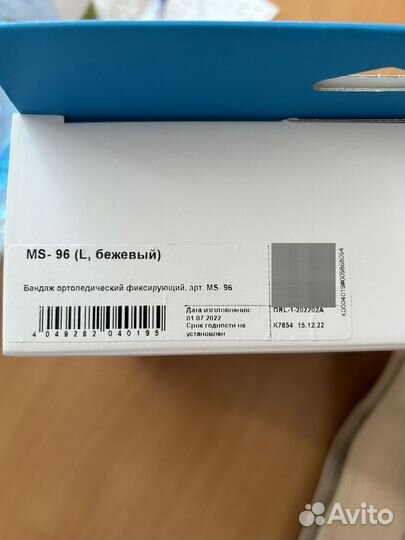 MS- 96 (L, бежевый)
Бандаж ортопедический фиксирующий, арт. MS- 96
Дата изготовления:
01.07.2022
Срок годности не
установлен
ORL-1-202202A
K7654 15.12.22
4 049282 040195
Avito